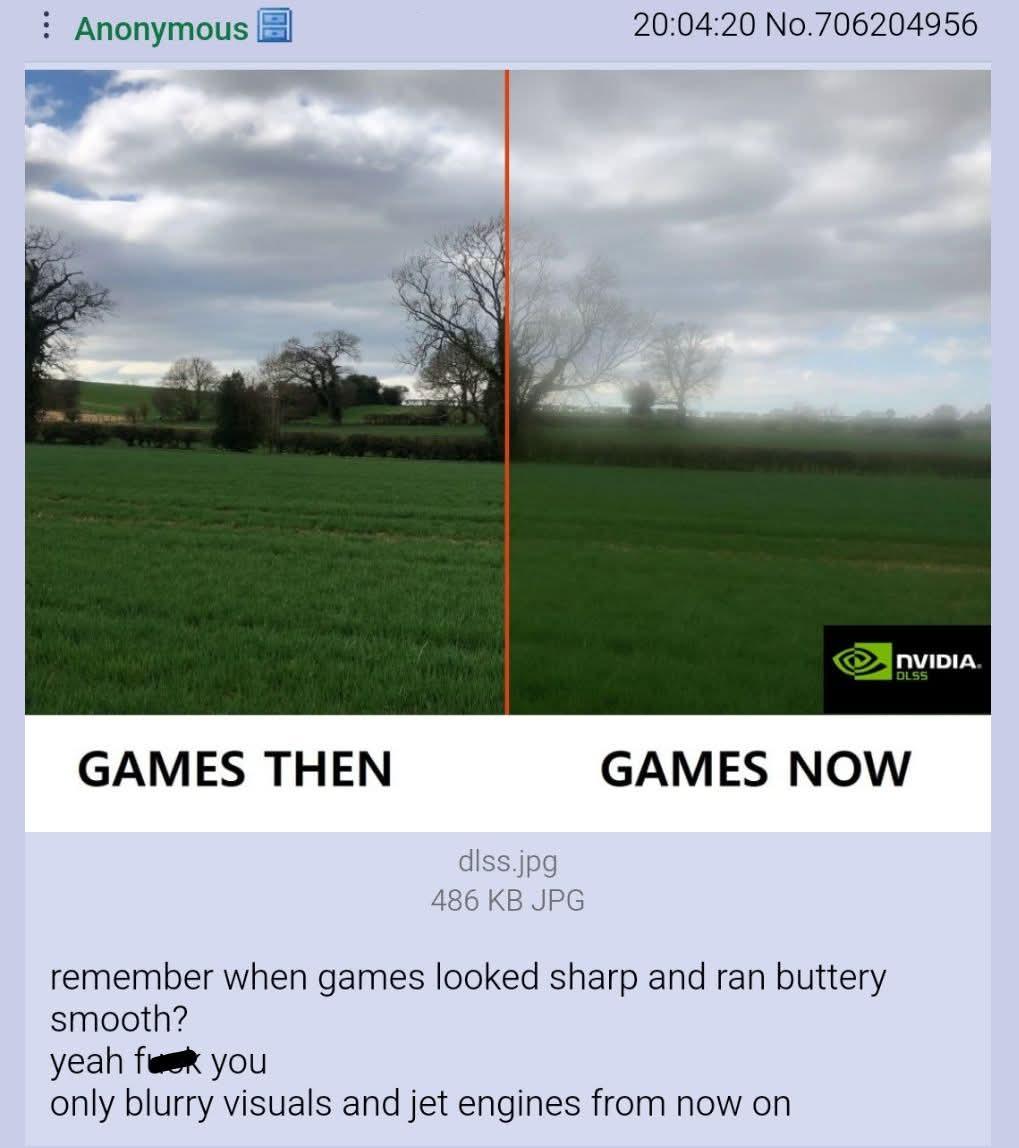 Anonymous 20:04:20 No.706204956
NVIDIA.
DLSS
GAMES THEN GAMES NOW
dlss.jpg
486 KB JPG
remember when games looked sharp and ran buttery
smooth?
yeah fuck you
only blurry visuals and jet engines from now on